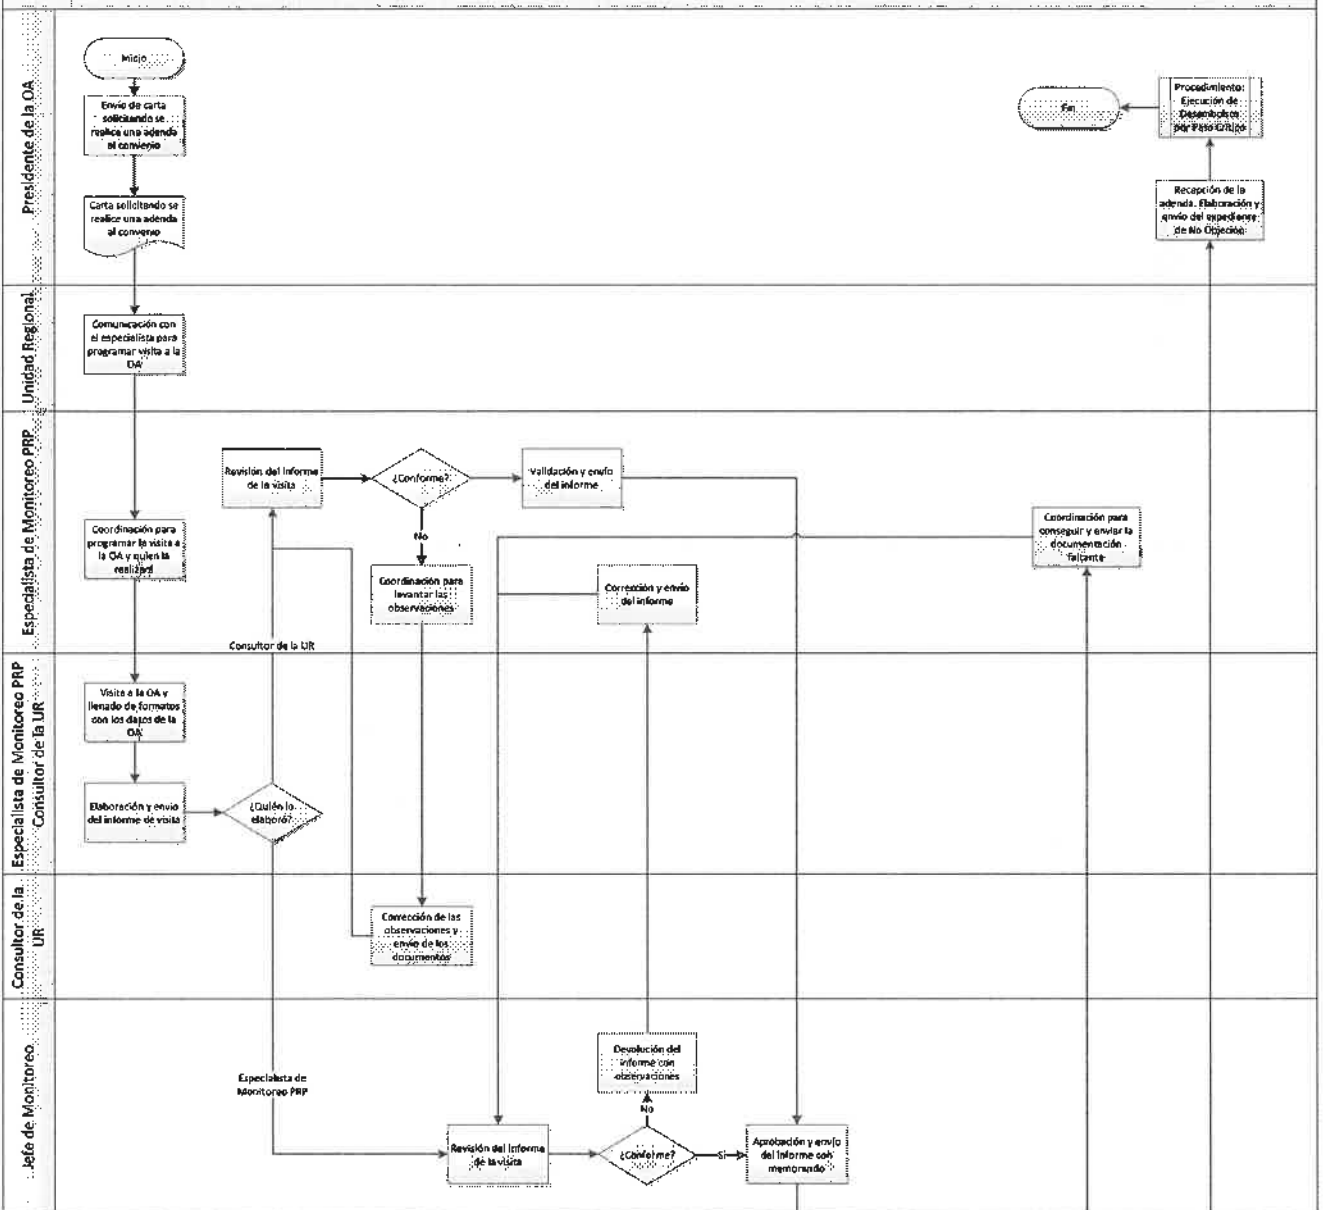 Presidente de la OA
Inicio
Envío de carta
solicitando se
realice una adenda
al convenio
Carta solicitando se
realice una adenda
al convenio
Fin
Procedimiento:
Ejecución de
Desembolsos
por Paso Crítico
Recepción de la
adenda. Elaboración y
envío del expediente
de No Objeción
Unidad Regional
Comunicación con
el especialista para
programar visita a la
OA
Especialista de Monitoreo PRP
Coordinación para
programar la visita a
la OA y quien la
realizará
Revisión del informe
de la visita
¿Conforme?
No
Validación y envío
del informe
Coordinación para
levantar las
observaciones
Corrección y envío
del informe
Coordinación para
conseguir y enviar la
documentación
faltante
Consultor de la UR
Especialista de Monitoreo PRP
Consultor de la UR
Visita a la OA y
llenado de formatos
con los datos de la
OA
Elaboración y envío
del informe de visita
¿Quién lo
elaboró?
Consultor de la
UR
Corrección de las
observaciones y
envío de los
documentos
Jefe de Monitoreo
Especialista de
Monitoreo PRP
Revisión del informe
de la visita
Devolución del
informe con
observaciones
No
¿Conforme?
Si
Aprobación y envío
del informe con
memorando